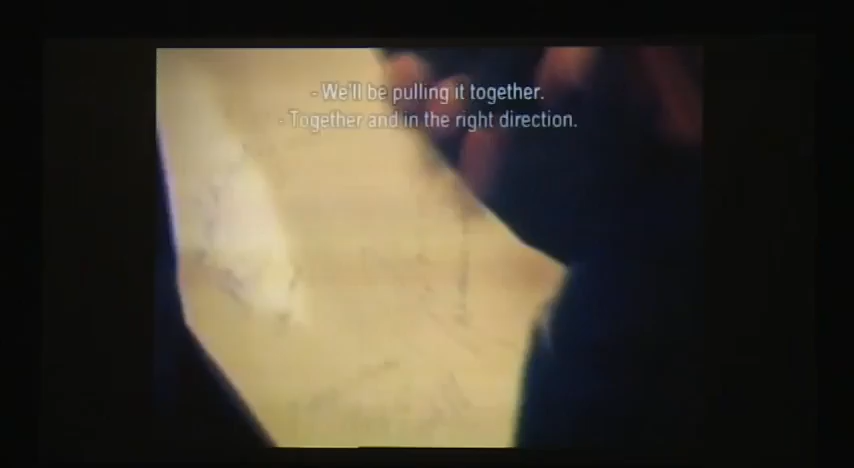 - We'll be pulling it together.
- Together and in the right direction.